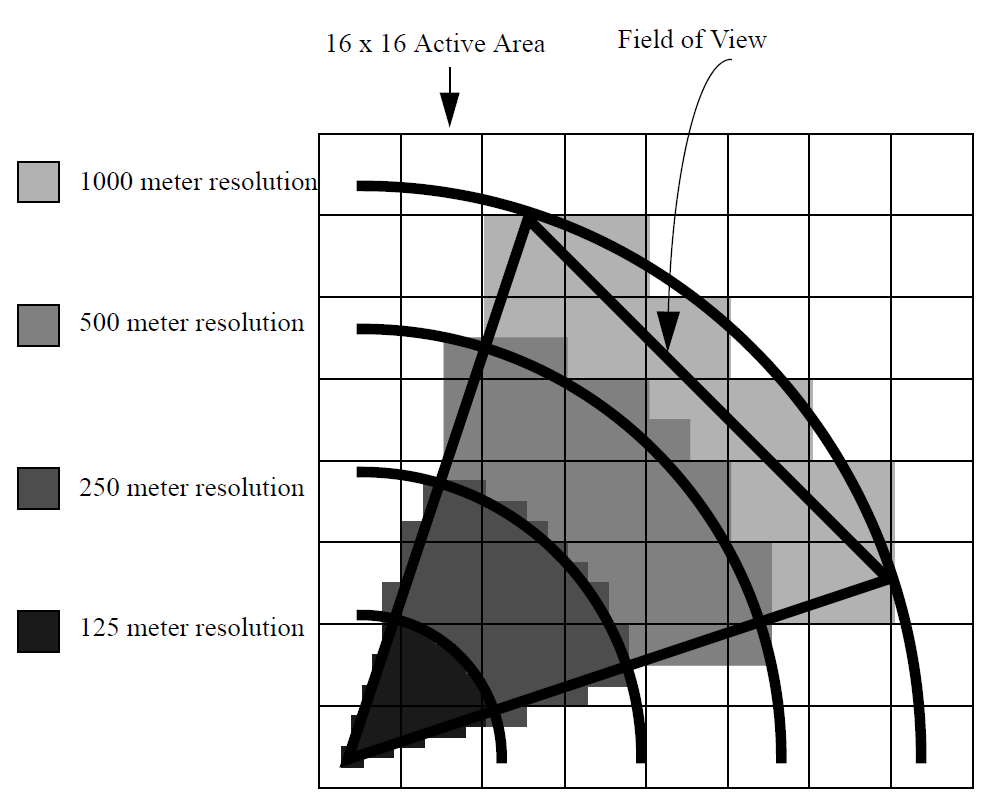 16 x 16 Active Area
Field of View
1000 meter resolution
500 meter resolution
250 meter resolution
125 meter resolution